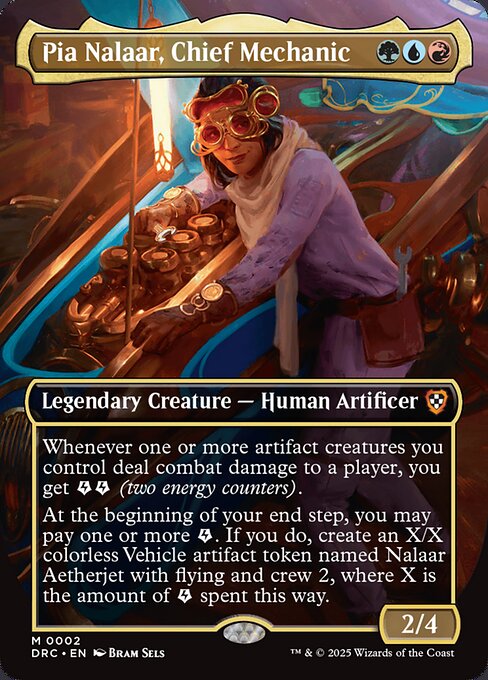 Pia Nalaar, Chief Mechanic
Legendary Creature — Human Artificer
Whenever one or more artifact creatures you
control deal combat damage to a player, you
get (two energy counters).
At the beginning of your end step, you may
pay one or more . If you do, create an X/X
colorless Vehicle artifact token named Nalaar
Aetherjet with flying and crew 2, where X is
the amount of spent this way.
2/4
M 0002
DRC • EN Bram Sels
™ & © 2025 Wizards of the Coast